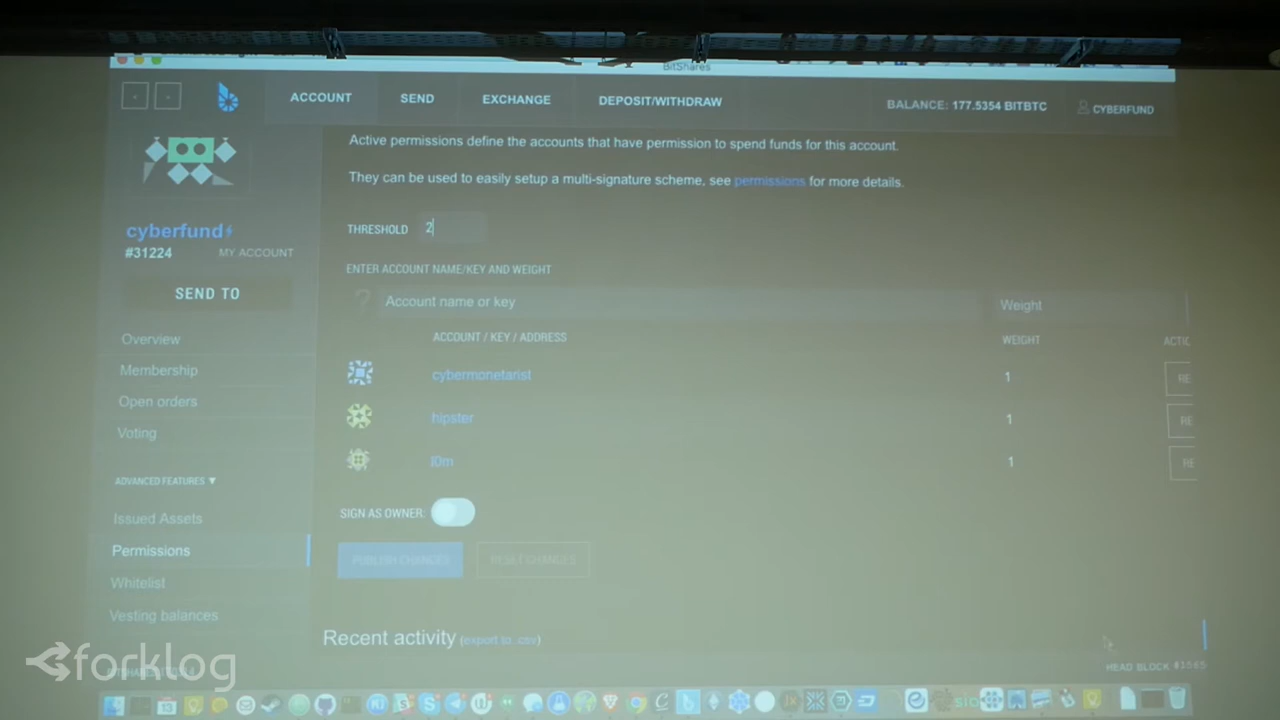 BitShares
ACCOUNT SEND EXCHANGE DEPOSIT/WITHDRAW BALANCE: 177.5354 BITBTC CYBERFUND
Active permissions define the accounts that have permission to spend funds for this account.
They can be used to easily setup a multi-signature scheme, see permissions for more details.
cyberfund
#31224 MY ACCOUNT
THRESHOLD 2
ENTER ACCOUNT NAME/KEY AND WEIGHT
SEND TO
? Account name or key Weight
Overview
ACCOUNT / KEY / ADDRESS WEIGHT ACTIO
Membership
cybermonetarist 1 RE
Open orders
hipster 1 RE
Voting
l0m 1 RE
ADVANCED FEATURES ▼
Issued Assets
SIGN AS OWNER:
Permissions
PUBLISH CHANGES RESET CHANGES
Whitelist
Vesting balances
Recent activity (export to .csv)
forklog
HEAD BLOCK